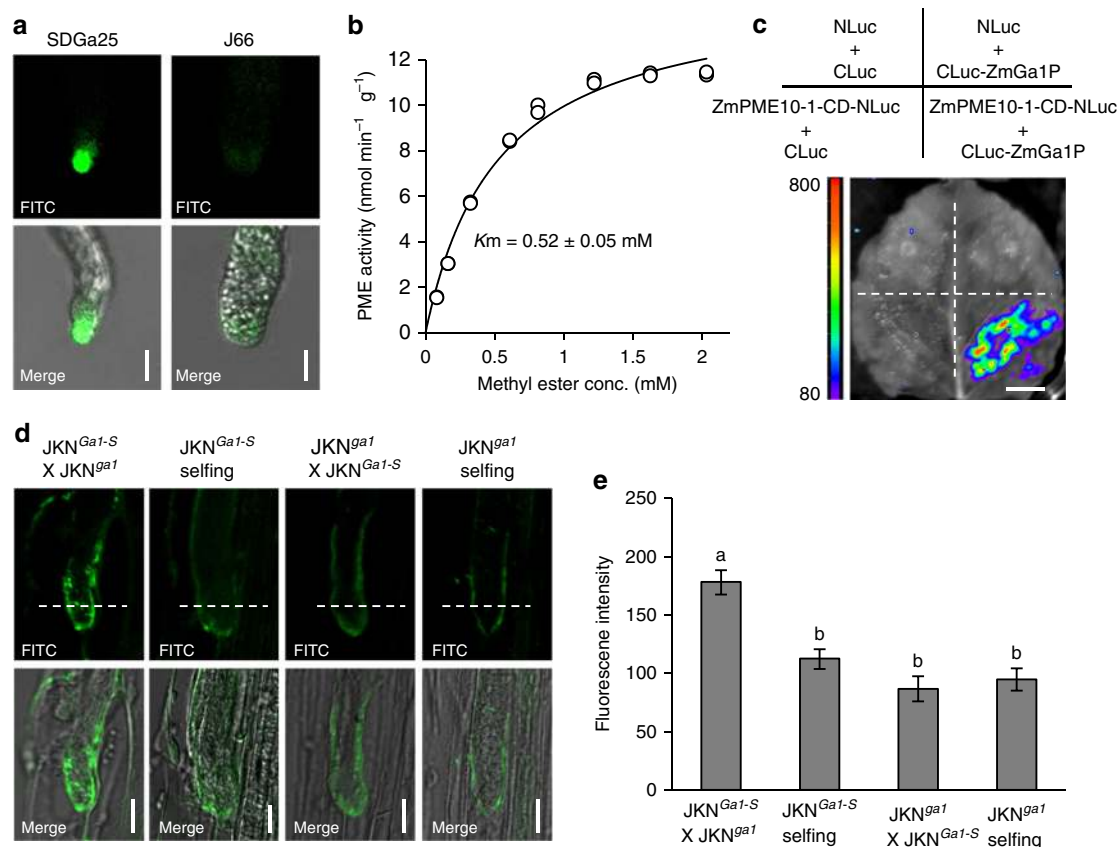 a
SDGa25
J66
FITC
FITC
Merge
Merge
b
PME activity (nmol min⁻¹ g⁻¹)
12
10
8
6
4
2
0
Km = 0.52 ± 0.05 mM
0
0.5
1
1.5
2
Methyl ester conc. (mM)
c
NLuc
+
CLuc
NLuc
+
CLuc-ZmGa1P
ZmPME10-1-CD-NLuc
+
CLuc
ZmPME10-1-CD-NLuc
+
CLuc-ZmGa1P
800
80
d
JKN^Ga1-S
X JKN^ga1
JKN^Ga1-S
selfing
JKN^ga1
X JKN^Ga1-S
JKN^ga1
selfing
FITC
FITC
FITC
FITC
Merge
Merge
Merge
Merge
e
Fluorescene intensity
250
200
150
100
50
0
a
b
b
b
JKN^Ga1-S
X JKN^ga1
JKN^Ga1-S
selfing
JKN^ga1
X JKN^Ga1-S
JKN^ga1
selfing